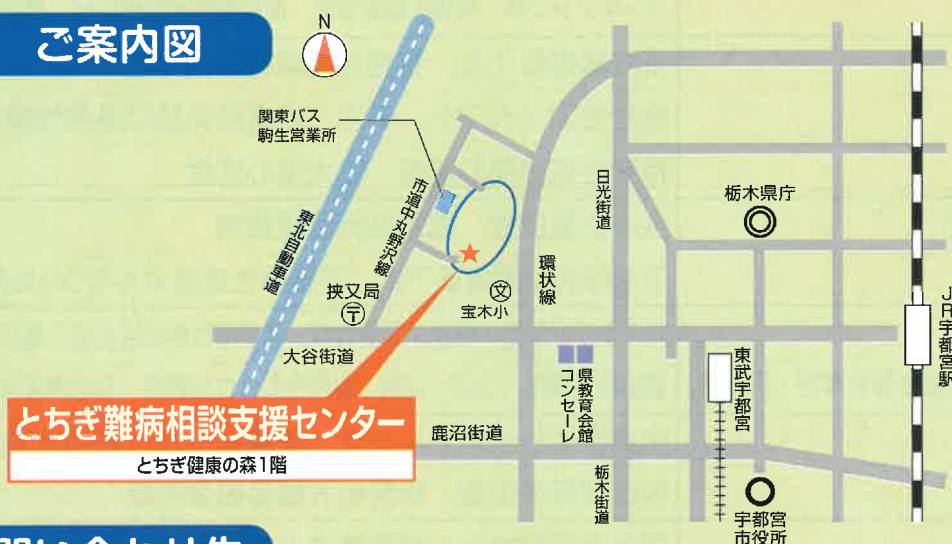 ご案内図
N
関東バス
駒生営業所
東北自動車道
市道中丸野沢線
日光街道
栃木県庁
環状線
挟又局
〒
文
宝木小
大谷街道
JR宇都宮駅
県教育会館
コンセーレ
東武宇都宮
とちぎ難病相談支援センター
とちぎ健康の森1階
鹿沼街道
栃木街道
宇都宮
市役所